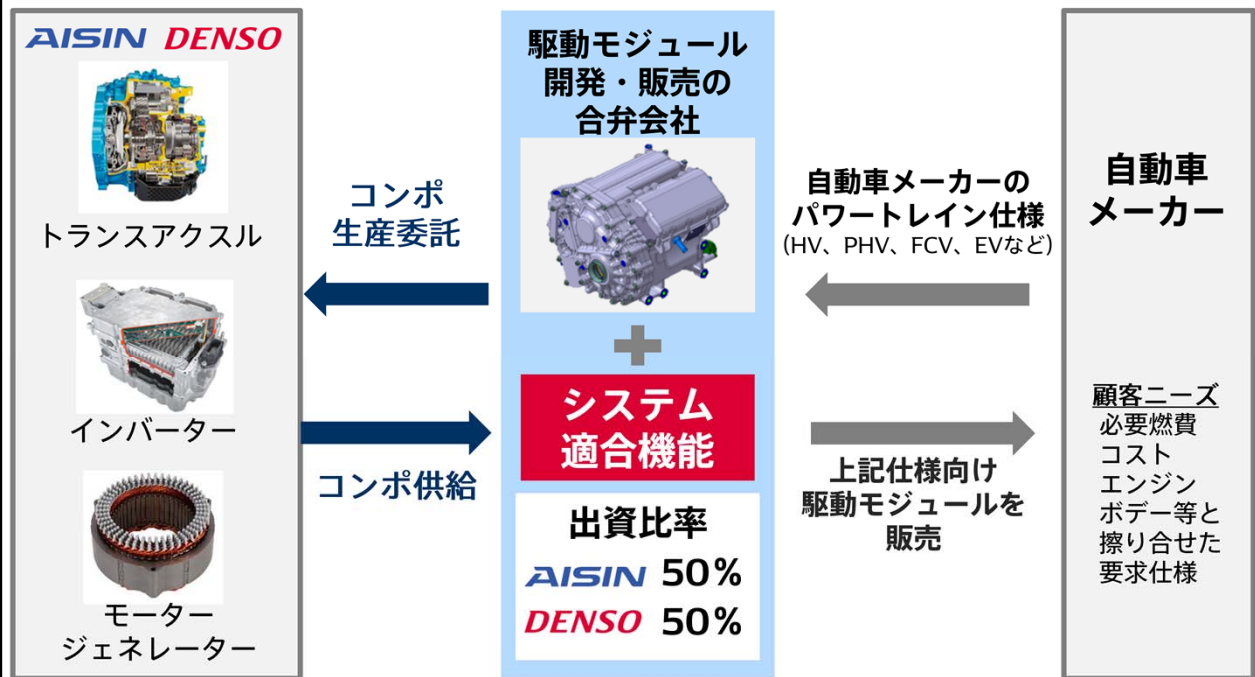 AISIN DENSO
トランスアクスル
インバーター
モーター
ジェネレーター
コンポ
生産委託
コンポ供給
駆動モジュール
開発・販売の
合弁会社
システム
適合機能
出資比率
AISIN 50%
DENSO 50%
自動車メーカーの
パワートレイン仕様
(HV、PHV、FCV、EVなど)
上記仕様向け
駆動モジュールを
販売
自動車
メーカー
顧客ニーズ
必要燃費
コスト
エンジン
ボデー等と
擦り合せた
要求仕様